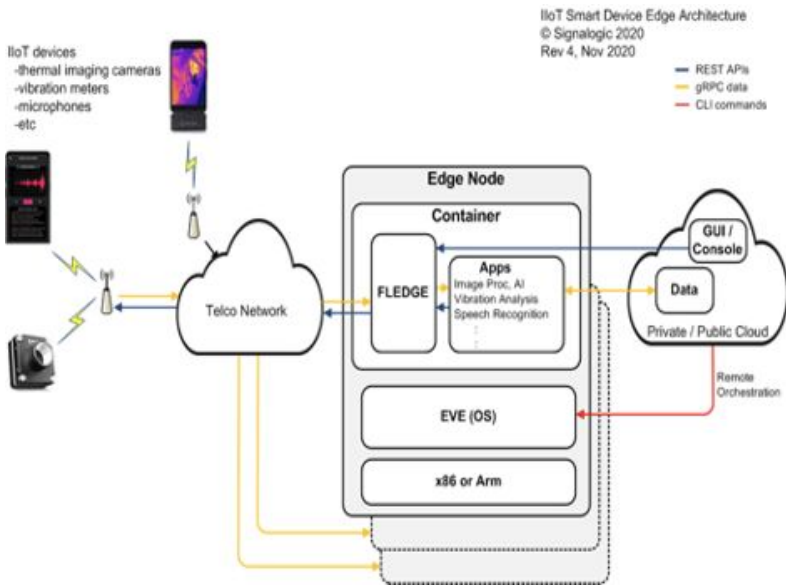 IIoT Smart Device Edge Architecture
© Signalogic 2020
Rev 4, Nov 2020
REST APIs
gRPC data
CLI commands
IIoT devices
-thermal imaging cameras
-vibration meters
-microphones
-etc
Edge Node
Container
FLEDGE
Apps
Image Proc, AI
Vibration Analysis
Speech Recognition
:
:
GUI /
Console
Data
Private / Public Cloud
Telco Network
Remote
Orchestration
EVE (OS)
x86 or Arm